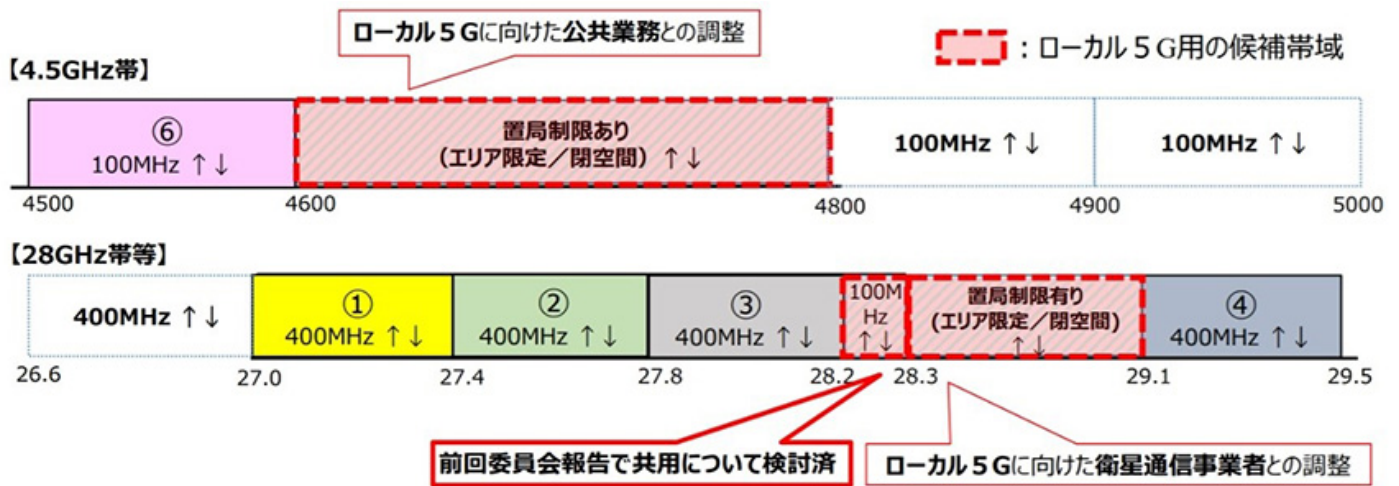 ローカル５Gに向けた公共業務との調整
：ローカル５G用の候補帯域
【4.5GHz帯】
⑥
100MHz ↑↓
置局制限あり
（エリア限定／閉空間） ↑↓
100MHz ↑↓
100MHz ↑↓
4500
4600
4800
4900
5000
【28GHz帯等】
400MHz ↑↓
①
400MHz ↑↓
②
400MHz ↑↓
③
400MHz ↑↓
100M
Hz
↑↓
置局制限有り
(エリア限定／閉空間)
↑↓
④
400MHz ↑↓
26.6
27.0
27.4
27.8
28.2
28.3
29.1
29.5
前回委員会報告で共用について検討済
ローカル５Gに向けた衛星通信事業者との調整